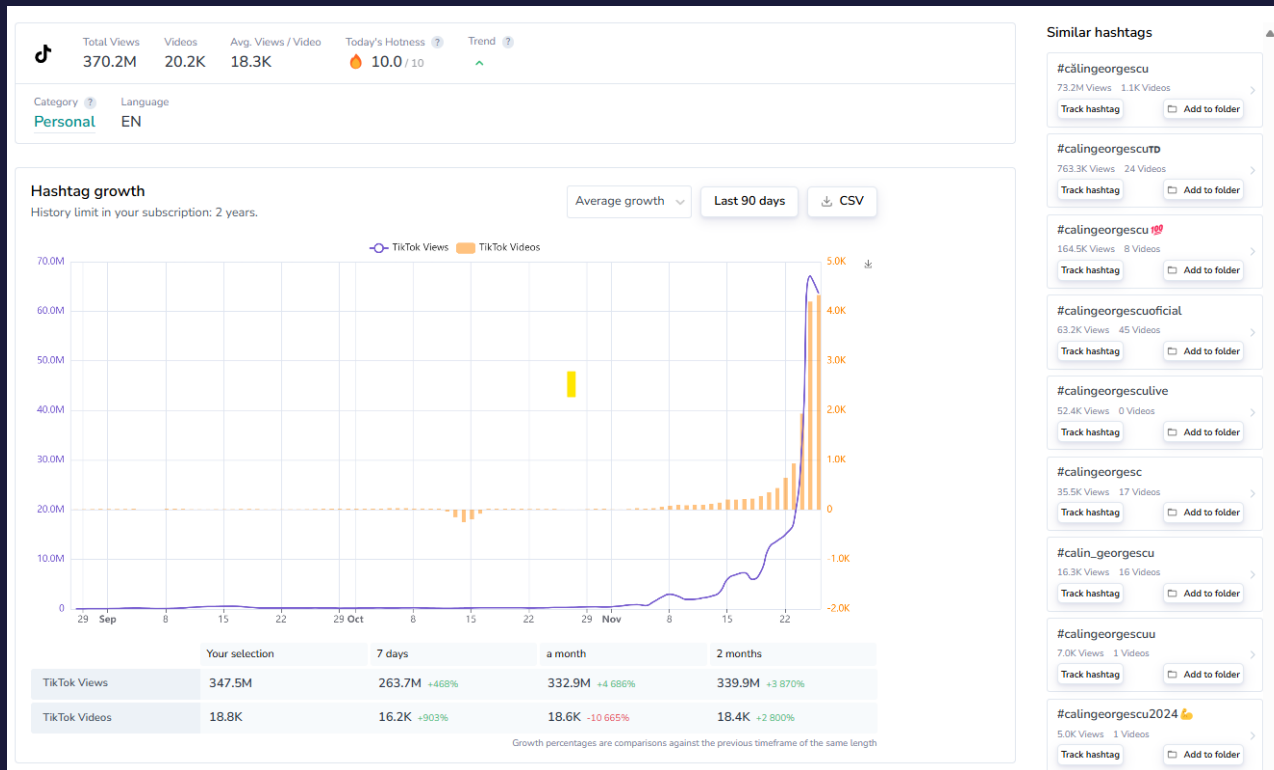 Total Views Videos Avg. Views / Video Today's Hotness ? Trend ?
370.2M 20.2K 18.3K 🔥 10.0 / 10
Category ? Language
Personal EN
Hashtag growth
History limit in your subscription: 2 years.
Average growth Last 90 days CSV
TikTok Views TikTok Videos
70.0M 5.0K
60.0M 4.0K
50.0M 3.0K
40.0M 2.0K
30.0M 1.0K
20.0M 0
10.0M -1.0K
0 -2.0K
29 Sep 8 15 22 29 Oct 8 15 22 29 Nov 8 15 22
Your selection 7 days a month 2 months
TikTok Views 347.5M 263.7M +468% 332.9M +4 686% 339.9M +3 870%
TikTok Videos 18.8K 16.2K +903% 18.6K -10 665% 18.4K +2 800%
Growth percentages are comparisons against the previous timeframe of the same length
Similar hashtags
#călingeorgescu
73.2M Views 1.1K Videos
Track hashtag Add to folder
#calingeorgescuTD
763.3K Views 24 Videos
Track hashtag Add to folder
#calingeorgescu💯
164.5K Views 8 Videos
Track hashtag Add to folder
#calingeorgescuoficial
63.2K Views 45 Videos
Track hashtag Add to folder
#calingeorgesculive
52.4K Views 0 Videos
Track hashtag Add to folder
#calingeorgesc
35.5K Views 17 Videos
Track hashtag Add to folder
#calin_georgescu
16.3K Views 16 Videos
Track hashtag Add to folder
#calingeorgescuu
7.0K Views 1 Videos
Track hashtag Add to folder
#calingeorgescu2024💪
5.0K Views 1 Videos
Track hashtag Add to folder